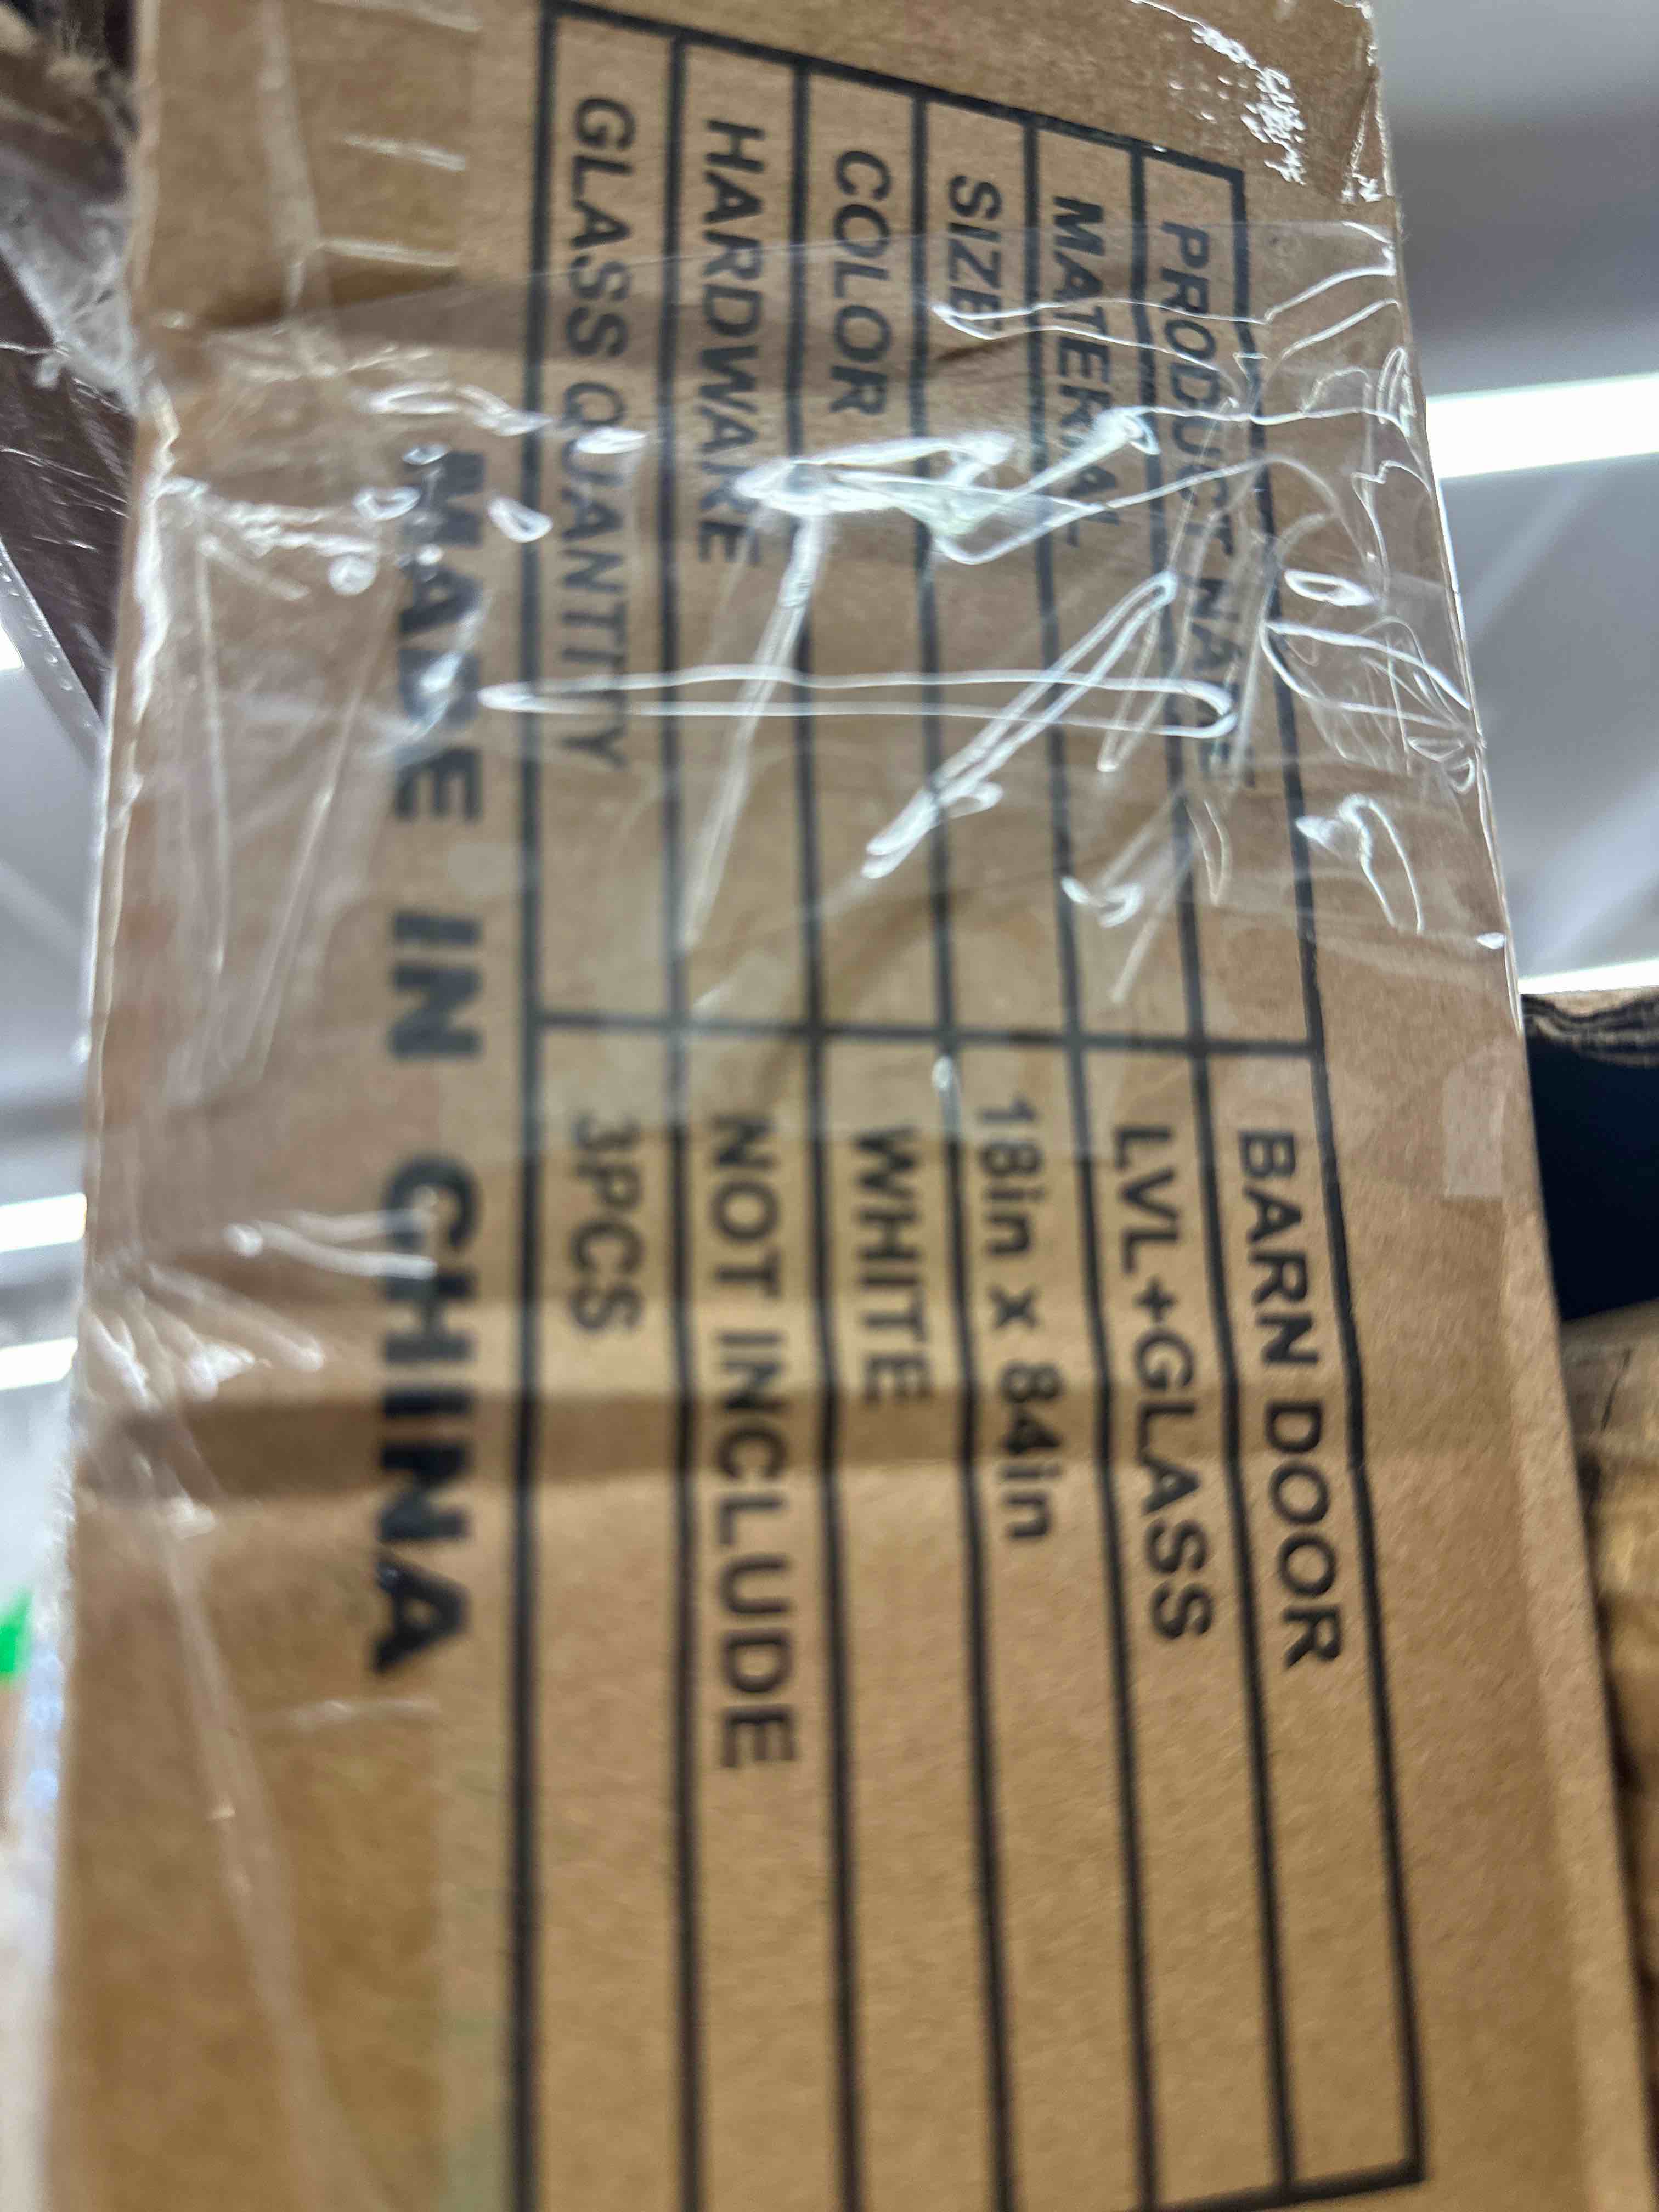 PRODUCT NAME BARN DOOR
MATERIAL LVL+GLASS
SIZE 18in x 84in
COLOR WHITE
HARDWARE NOT INCLUDE
GLASS QUANTITY 3PCS
MADE IN CHINA